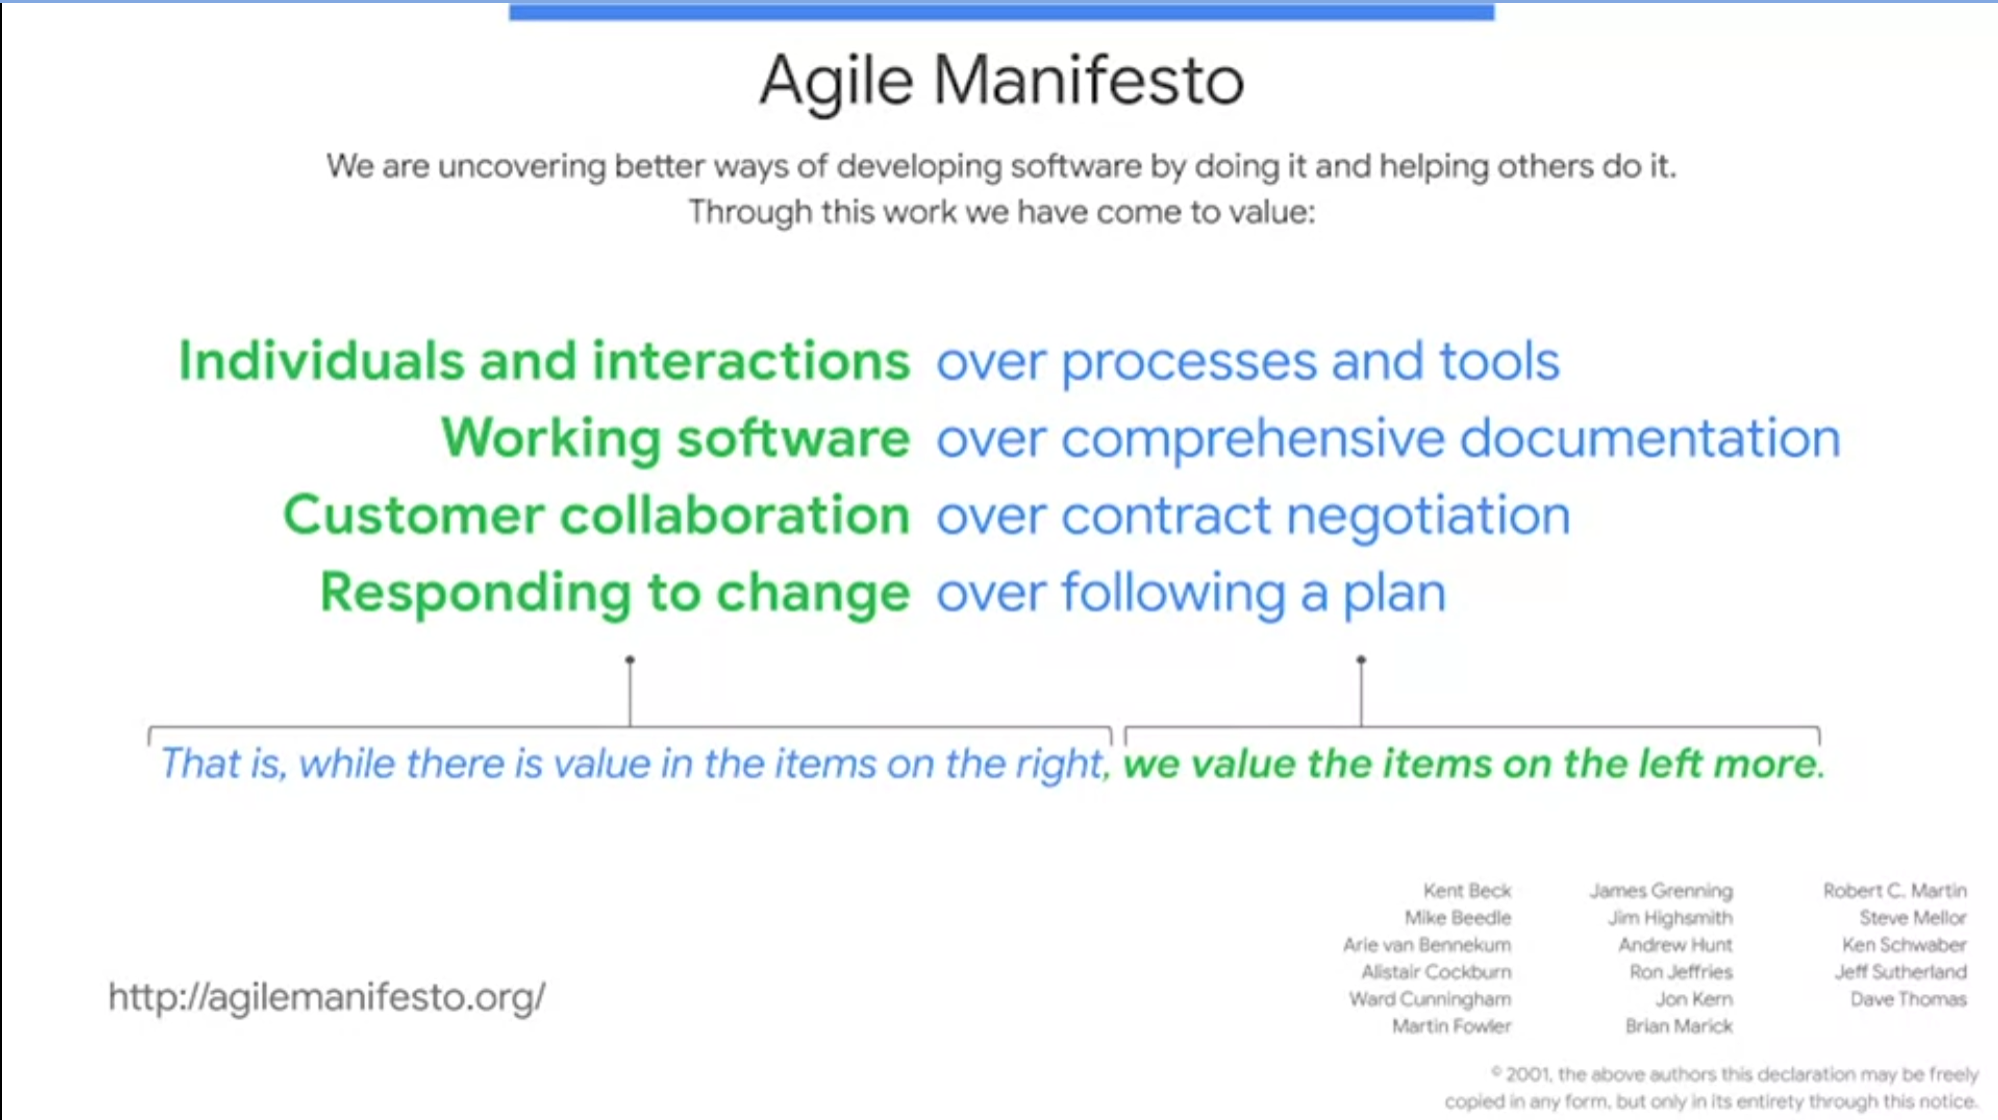 Agile Manifesto
We are uncovering better ways of developing software by doing it and helping others do it.
Through this work we have come to value:
Individuals and interactions over processes and tools
Working software over comprehensive documentation
Customer collaboration over contract negotiation
Responding to change over following a plan
That is, while there is value in the items on the right, we value the items on the left more.
http://agilemanifesto.org/
Kent Beck
Mike Beedle
Arie van Bennekum
Alistair Cockburn
Ward Cunningham
Martin Fowler
James Grenning
Jim Highsmith
Andrew Hunt
Ron Jeffries
Jon Kern
Brian Marick
Robert C. Martin
Steve Mellor
Ken Schwaber
Jeff Sutherland
Dave Thomas
© 2001, the above authors this declaration may be freely
copied in any form, but only in its entirety through this notice.